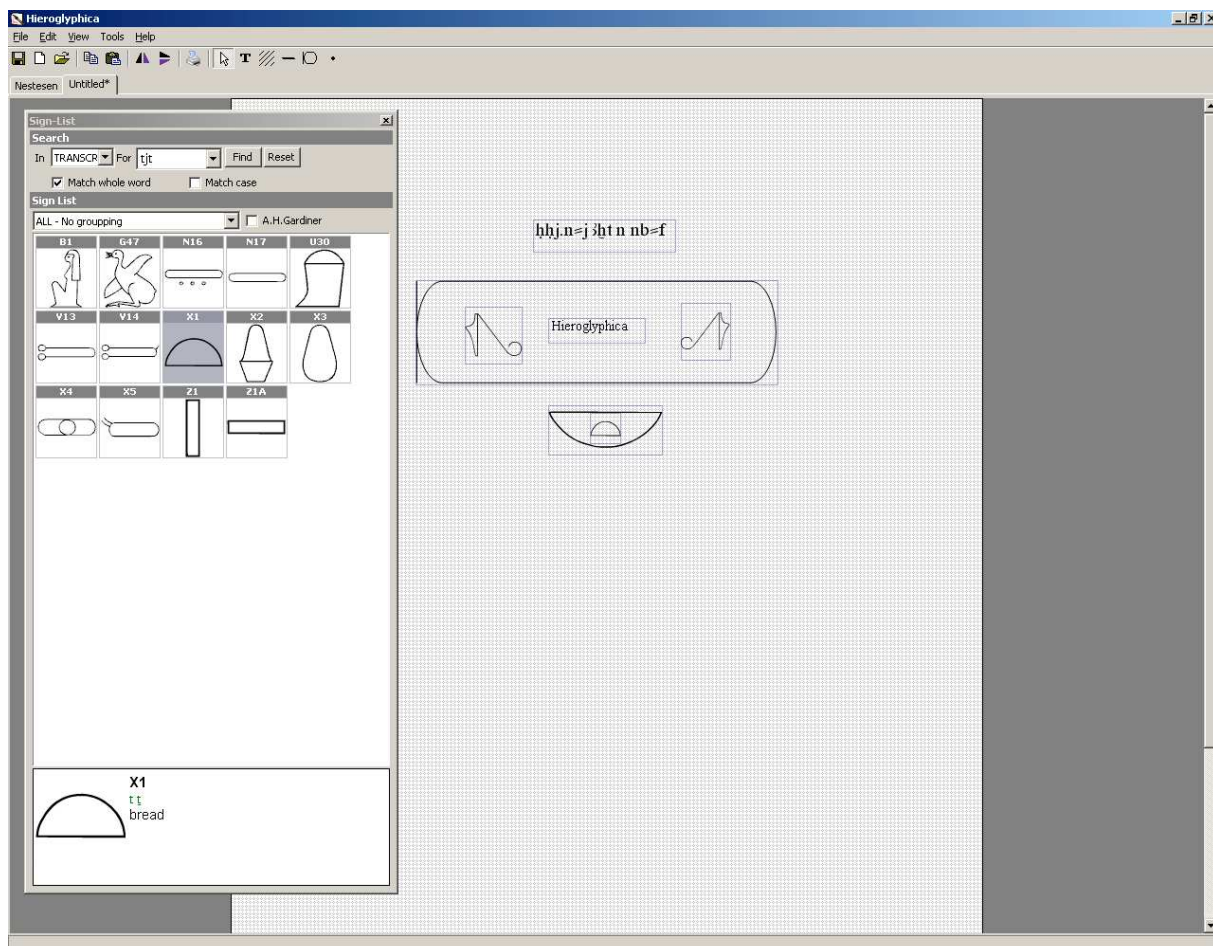 Hieroglyphica
File Edit View Tools Help
Nestesen Untitled*
Sign-List
Search
In TRANSCR For tjt Find Reset
Match whole word Match case
Sign List
ALL - No groupping A.H.Gardiner
B1 G47 N16 N17 U30
V13 V14 X1 X2 X3
X4 X5 Z1 Z1A
X1
t ṯ
bread
ḥḥj.n=j ꜣḫt n nb=f
Hieroglyphica